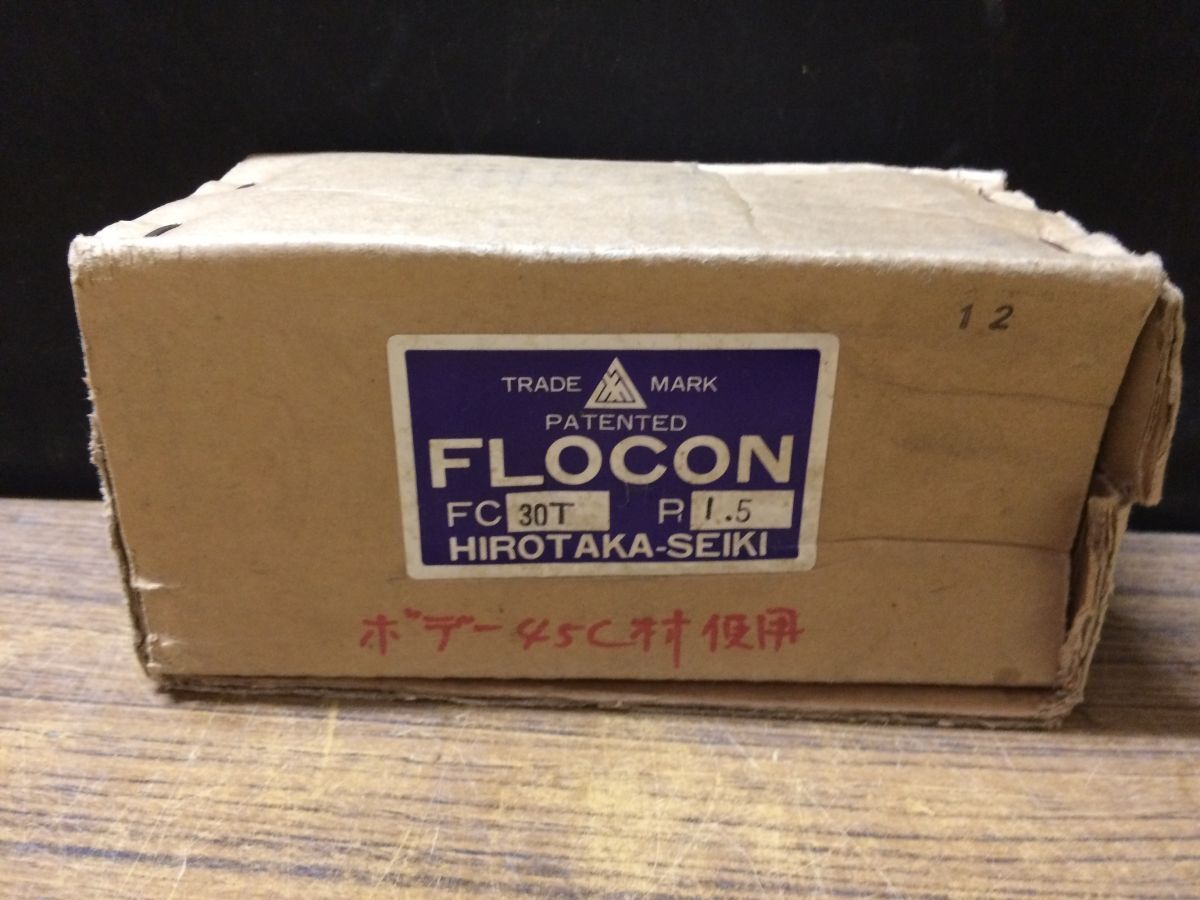 12
TRADE MARK
PATENTED
FLOCON
FC 30T P 1.5
HIROTAKA-SEIKI
ボデー45C材使用